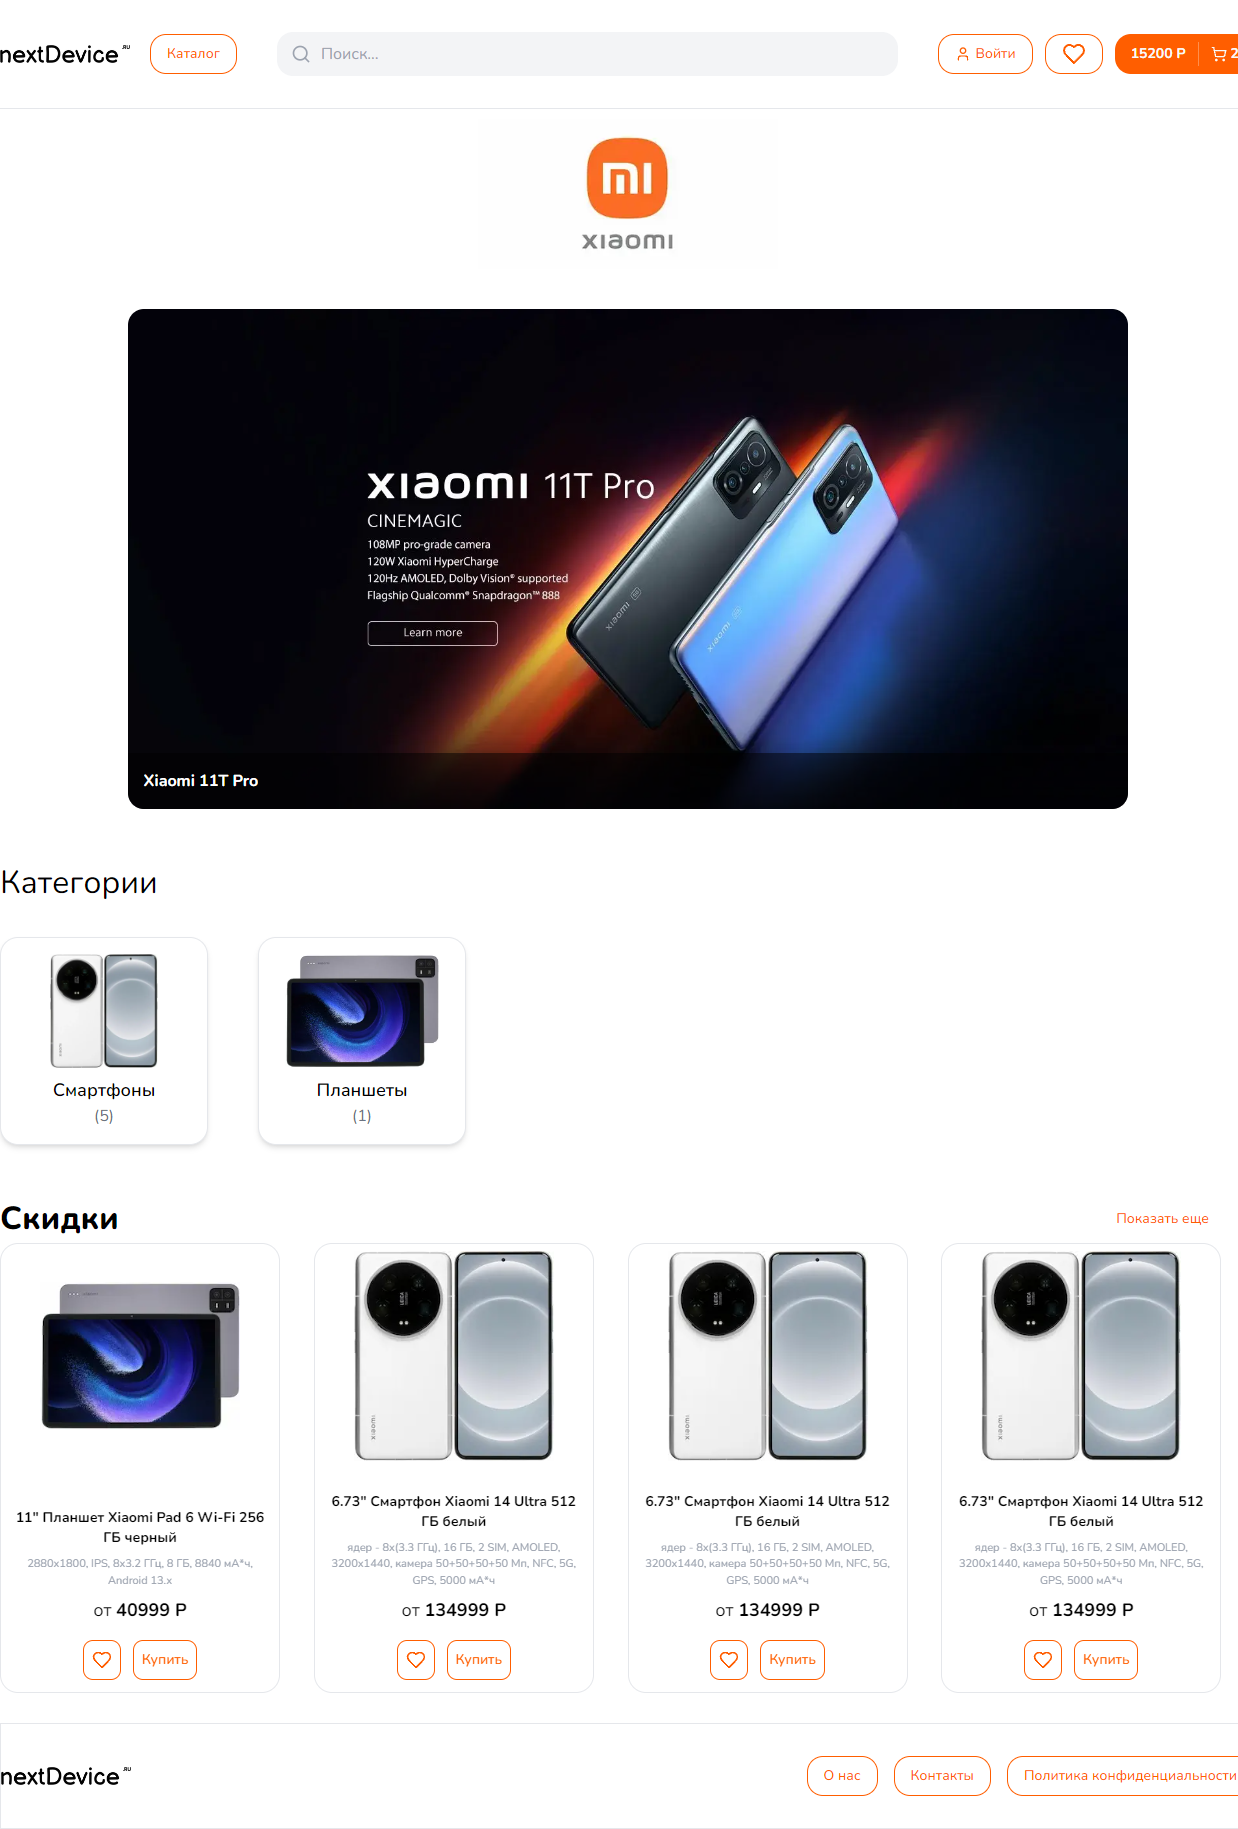 nextDevice .RU
Каталог
Поиск...
Войти
15200 Р
2
xiaomi
xiaomi 11T Pro
CINEMAGIC
108MP pro-grade camera
120W Xiaomi HyperCharge
120Hz AMOLED, Dolby Vision® supported
Flagship Qualcomm® Snapdragon™ 888
Learn more
Xiaomi 11T Pro
Категории
Смартфоны
(5)
Планшеты
(1)
Скидки
Показать еще
11" Планшет Xiaomi Pad 6 Wi-Fi 256
ГБ черный
2880x1800, IPS, 8x3.2 ГГц, 8 ГБ, 8840 мА*ч,
Android 13.x
от 40999 Р
Купить
6.73" Смартфон Xiaomi 14 Ultra 512
ГБ белый
ядер - 8x(3.3 ГГц), 16 ГБ, 2 SIM, AMOLED,
3200x1440, камера 50+50+50+50 Мп, NFC, 5G,
GPS, 5000 мА*ч
от 134999 Р
Купить
6.73" Смартфон Xiaomi 14 Ultra 512
ГБ белый
ядер - 8x(3.3 ГГц), 16 ГБ, 2 SIM, AMOLED,
3200x1440, камера 50+50+50+50 Мп, NFC, 5G,
GPS, 5000 мА*ч
от 134999 Р
Купить
6.73" Смартфон Xiaomi 14 Ultra 512
ГБ белый
ядер - 8x(3.3 ГГц), 16 ГБ, 2 SIM, AMOLED,
3200x1440, камера 50+50+50+50 Мп, NFC, 5G,
GPS, 5000 мА*ч
от 134999 Р
Купить
nextDevice .RU
О нас
Контакты
Политика конфиденциальности